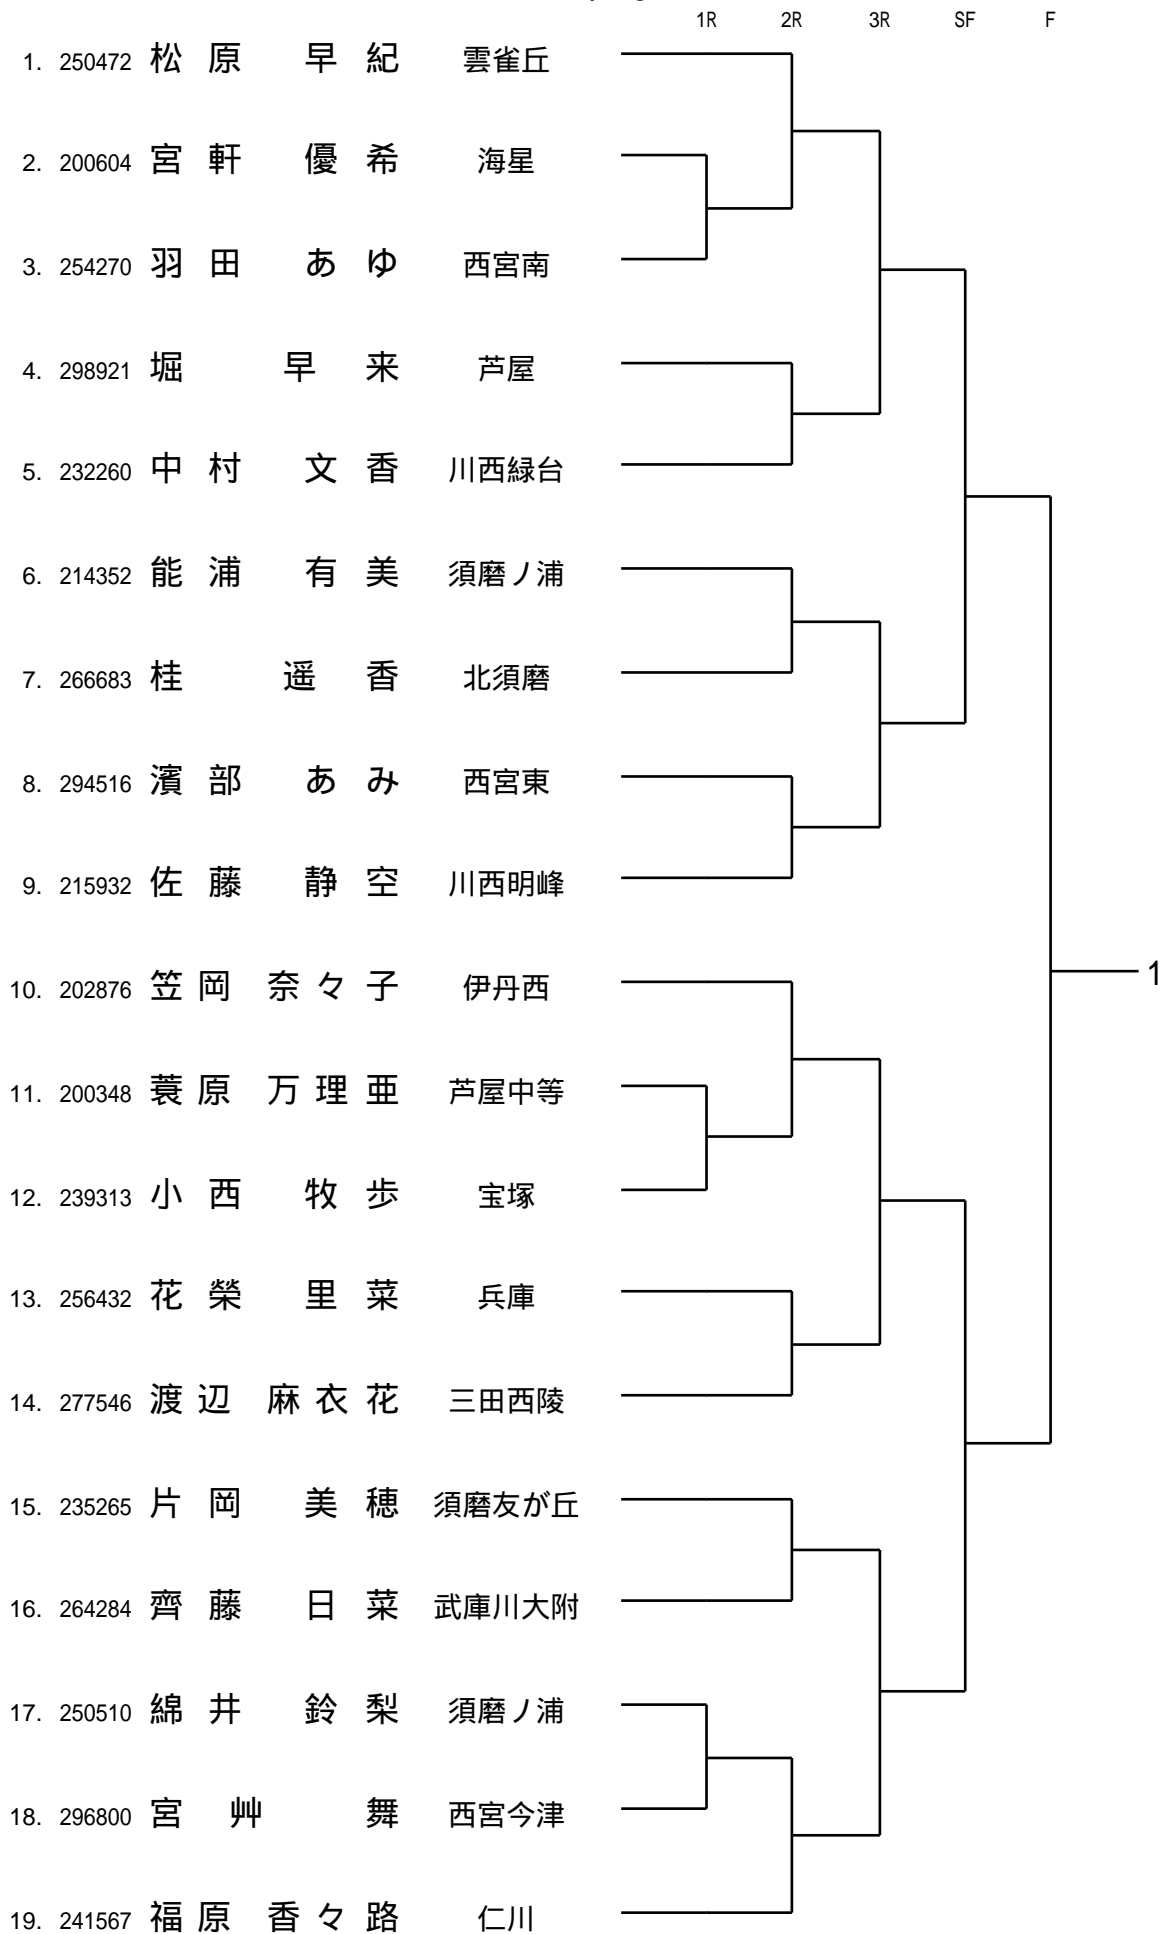 1R 2R 3R SF F
1. 250472 松原 早紀 雲雀丘
2. 200604 宮軒 優希 海星
3. 254270 羽田 あゆ 西宮南
4. 298921 堀 早来 芦屋
5. 232260 中村 文香 川西緑台
6. 214352 能浦 有美 須磨ノ浦
7. 266683 桂 遥香 北須磨
8. 294516 濱部 あみ 西宮東
9. 215932 佐藤 静空 川西明峰
10. 202876 笠岡 奈々子 伊丹西
1
11. 200348 蓑原 万理亜 芦屋中等
12. 239313 小西 牧歩 宝塚
13. 256432 花榮 里菜 兵庫
14. 277546 渡辺 麻衣花 三田西陵
15. 235265 片岡 美穂 須磨友が丘
16. 264284 齊藤 日菜 武庫川大附
17. 250510 綿井 鈴梨 須磨ノ浦
18. 296800 宮艸 舞 西宮今津
19. 241567 福原 香々路 仁川